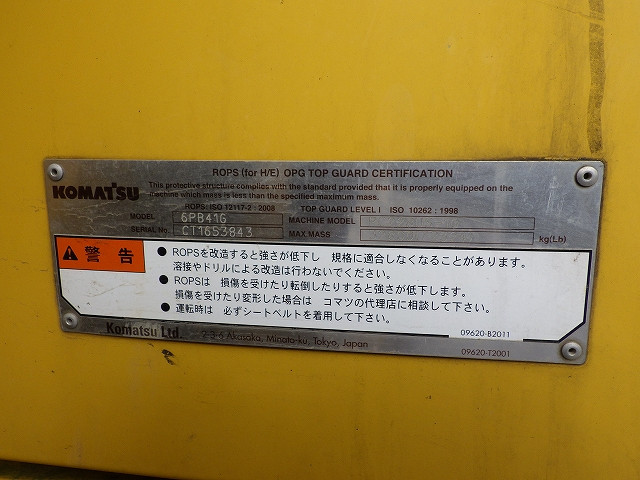 ROPS (for H/E) OPG TOP GUARD CERTIFICATION
KOMATSU
This protective structure complies with the standard provided that it is properly equipped on the
machine which mass is less than the specified maximum mass.
ROPS: ISO 12117-2 : 2008 TOP GUARD LEVEL I ISO 10262 : 1998
MODEL 6PB41G MACHINE MODEL
SERIAL No. CT16S3843 MAX.MASS kg(Lb)
警告
● ROPSを改造すると強さが低下し 規格に適合しなくなることがあります。
溶接やドリルによる改造は行わないでください。
● ROPSは 損傷を受けたり転倒したりすると強さが低下します。
損傷を受けたり変形した場合は コマツの代理店に相談して下さい。
● 運転時は 必ずシートベルトを着用して下さい。
09620-B2011
Komatsu Ltd. 2-3-6 Akasaka, Minato-ku, Tokyo, Japan
09620-T2001